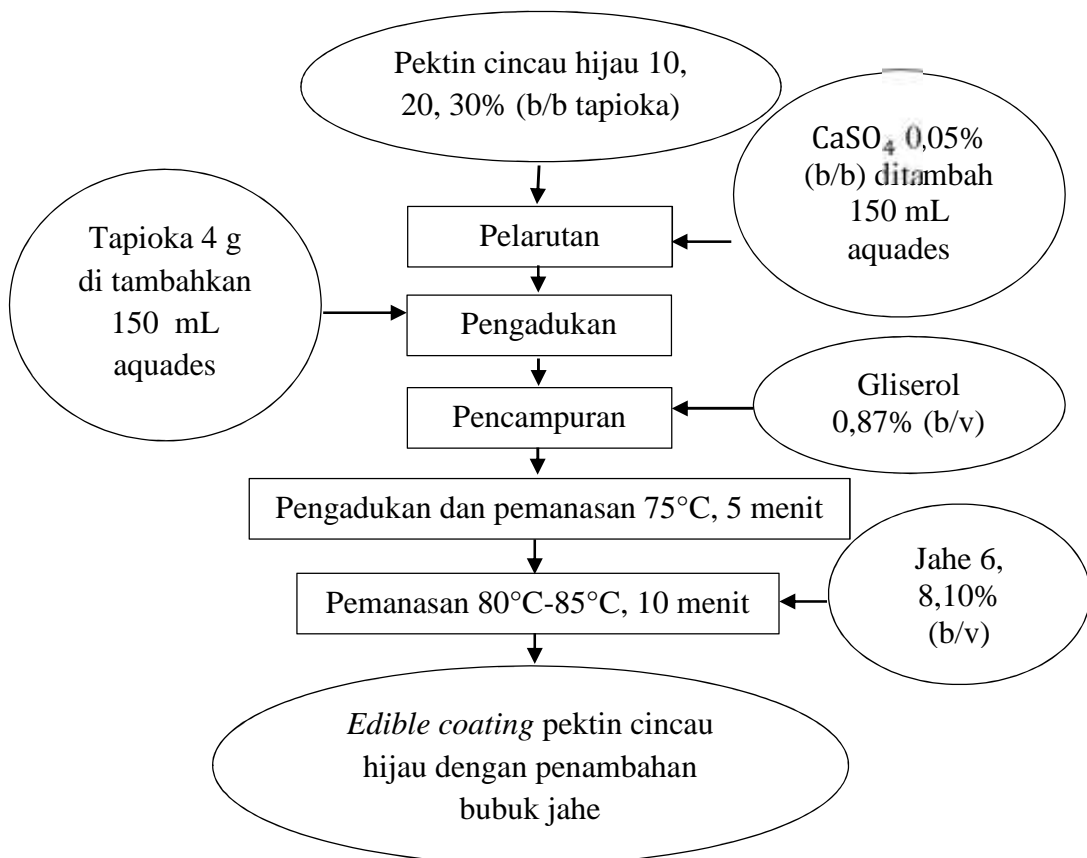 Pektin cincau hijau 10,
20, 30% (b/b tapioka)
CaSO₄ 0,05%
(b/b) ditambah
150 mL
aquades
Pelarutan
Tapioka 4 g
di tambahkan
150 mL
aquades
Pengadukan
Pencampuran
Gliserol
0,87% (b/v)
Pengadukan dan pemanasan 75°C, 5 menit
Jahe 6,
8,10%
(b/v)
Pemanasan 80°C-85°C, 10 menit
Edible coating pektin cincau
hijau dengan penambahan
bubuk jahe